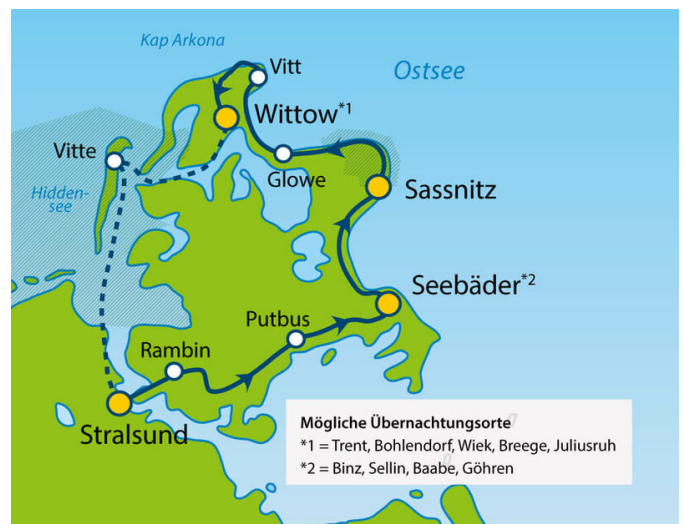 Kap Arkona
Vitt
Ostsee
Wittow*1
Vitte
Glowe
Hidden-
see
Sassnitz
Seebäder*2
Putbus
Rambin
Stralsund
Mögliche Übernachtungsorte
*1 = Trent, Bohlendorf, Wiek, Breege, Juliusruh
*2 = Binz, Sellin, Baabe, Göhren